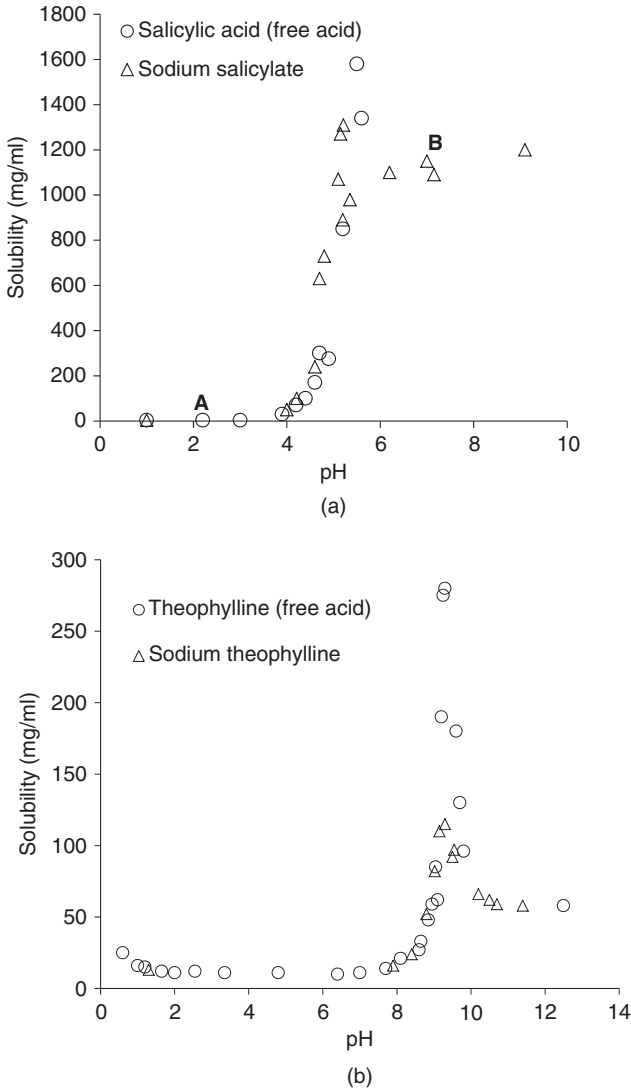 1800
1600
1400
1200
1000
800
600
400
200
0
Solubility (mg/ml)
Salicylic acid (free acid)
Sodium salicylate
A
B
0 2 4 6 8 10
pH
(a)
300
250
200
150
100
50
0
Solubility (mg/ml)
Theophylline (free acid)
Sodium theophylline
0 2 4 6 8 10 12 14
pH
(b)